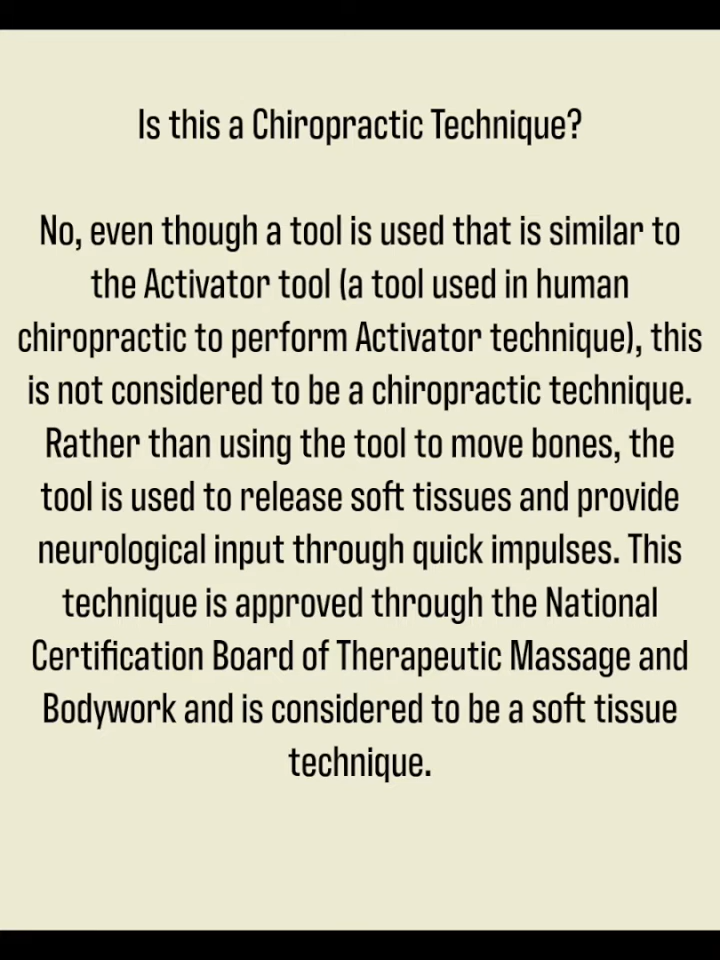 Is this a Chiropractic Technique?
No, even though a tool is used that is similar to
the Activator tool (a tool used in human
chiropractic to perform Activator technique), this
is not considered to be a chiropractic technique.
Rather than using the tool to move bones, the
tool is used to release soft tissues and provide
neurological input through quick impulses. This
technique is approved through the National
Certification Board of Therapeutic Massage and
Bodywork and is considered to be a soft tissue
technique.